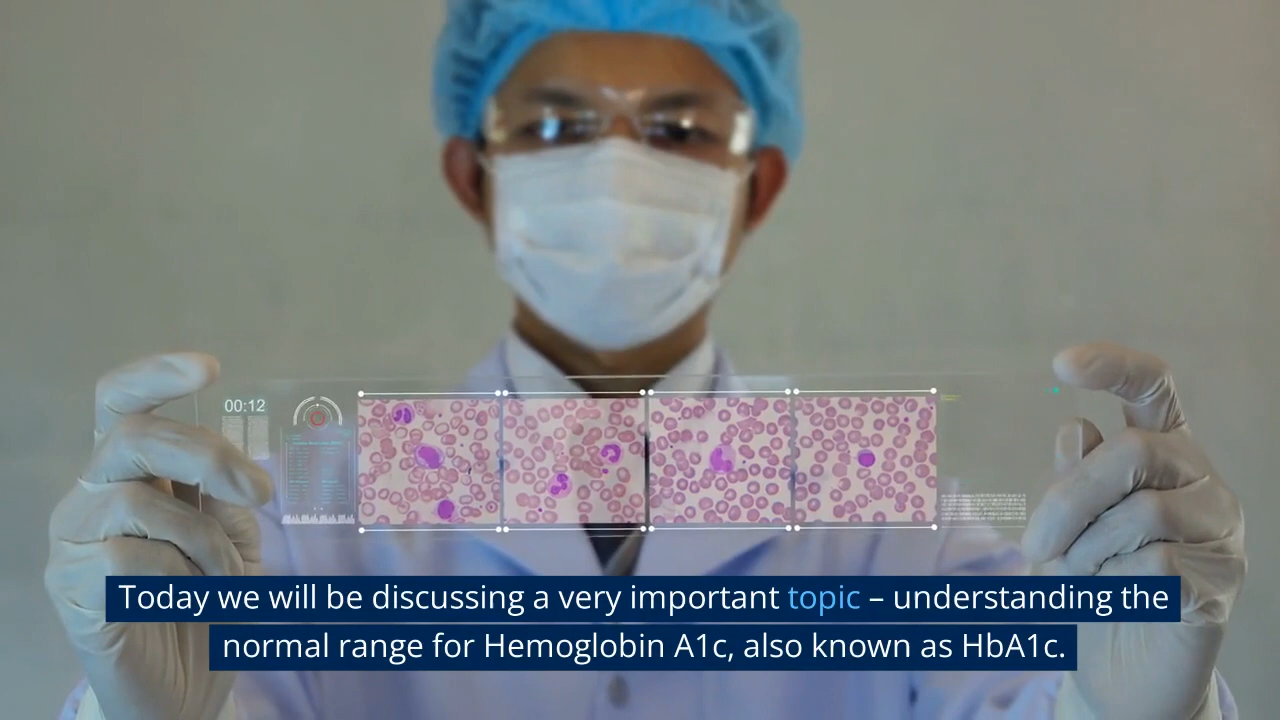 00:12
Today we will be discussing a very important topic – understanding the
normal range for Hemoglobin A1c, also known as HbA1c.